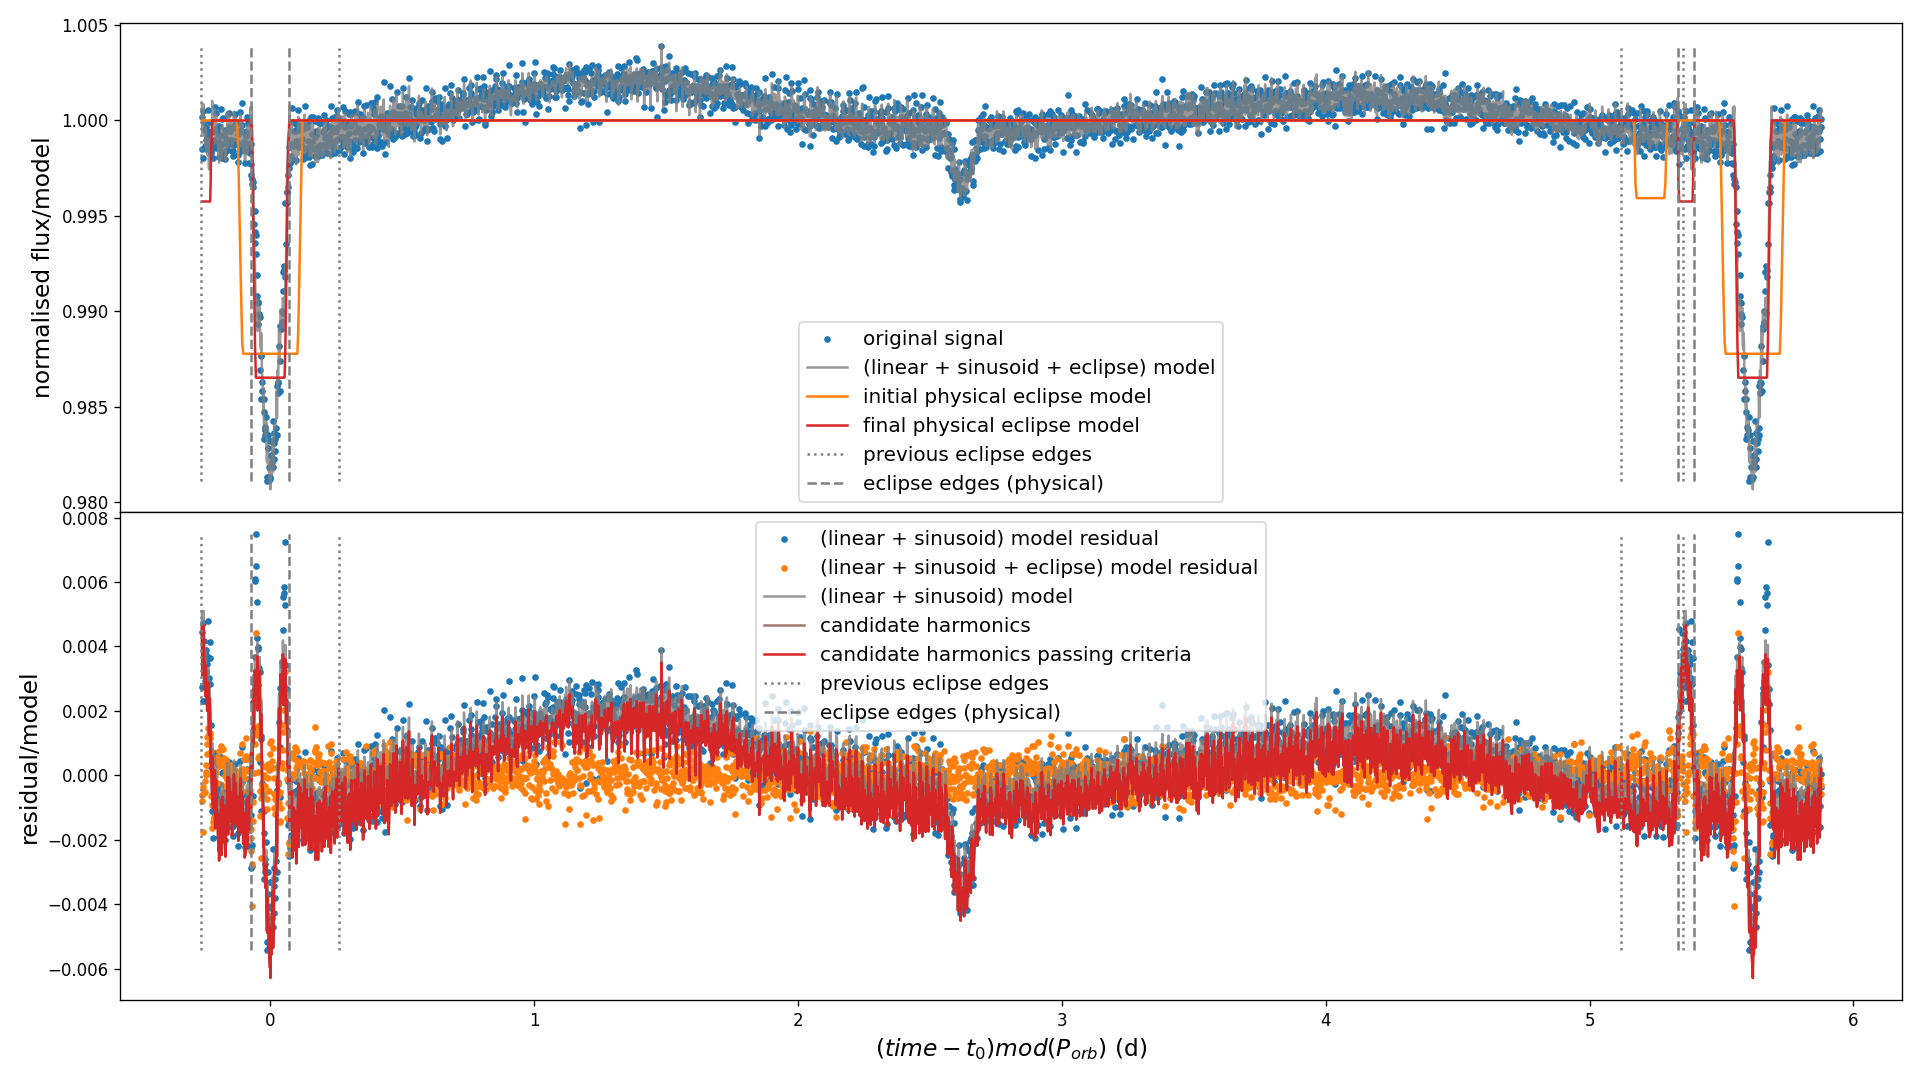 1.005
1.000
0.995
0.990
0.985
0.980
normalised flux/model
original signal
(linear + sinusoid + eclipse) model
initial physical eclipse model
final physical eclipse model
previous eclipse edges
eclipse edges (physical)
0.008
0.006
0.004
0.002
0.000
−0.002
−0.004
−0.006
residual/model
(linear + sinusoid) model residual
(linear + sinusoid + eclipse) model residual
(linear + sinusoid) model
candidate harmonics
candidate harmonics passing criteria
previous eclipse edges
eclipse edges (physical)
0 1 2 3 4 5 6
(time − t₀)mod(P_orb) (d)